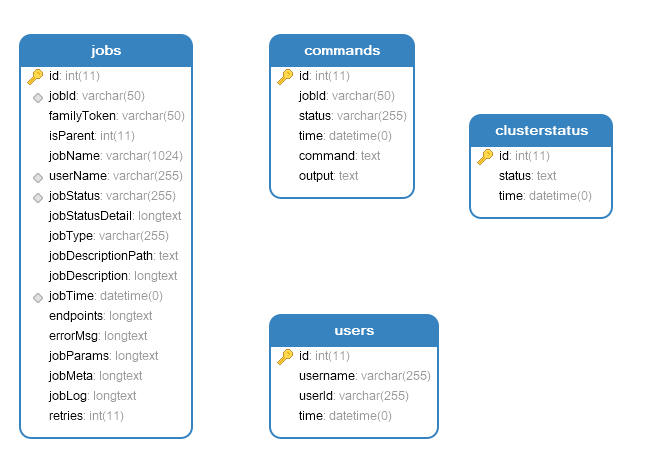 jobs
id: int(11)
jobId: varchar(50)
familyToken: varchar(50)
isParent: int(11)
jobName: varchar(1024)
userName: varchar(255)
jobStatus: varchar(255)
jobStatusDetail: longtext
jobType: varchar(255)
jobDescriptionPath: text
jobDescription: longtext
jobTime: datetime(0)
endpoints: longtext
errorMsg: longtext
jobParams: longtext
jobMeta: longtext
jobLog: longtext
retries: int(11)
commands
id: int(11)
jobId: varchar(50)
status: varchar(255)
time: datetime(0)
command: text
output: text
clusterstatus
id: int(11)
status: text
time: datetime(0)
users
id: int(11)
username: varchar(255)
userId: varchar(255)
time: datetime(0)